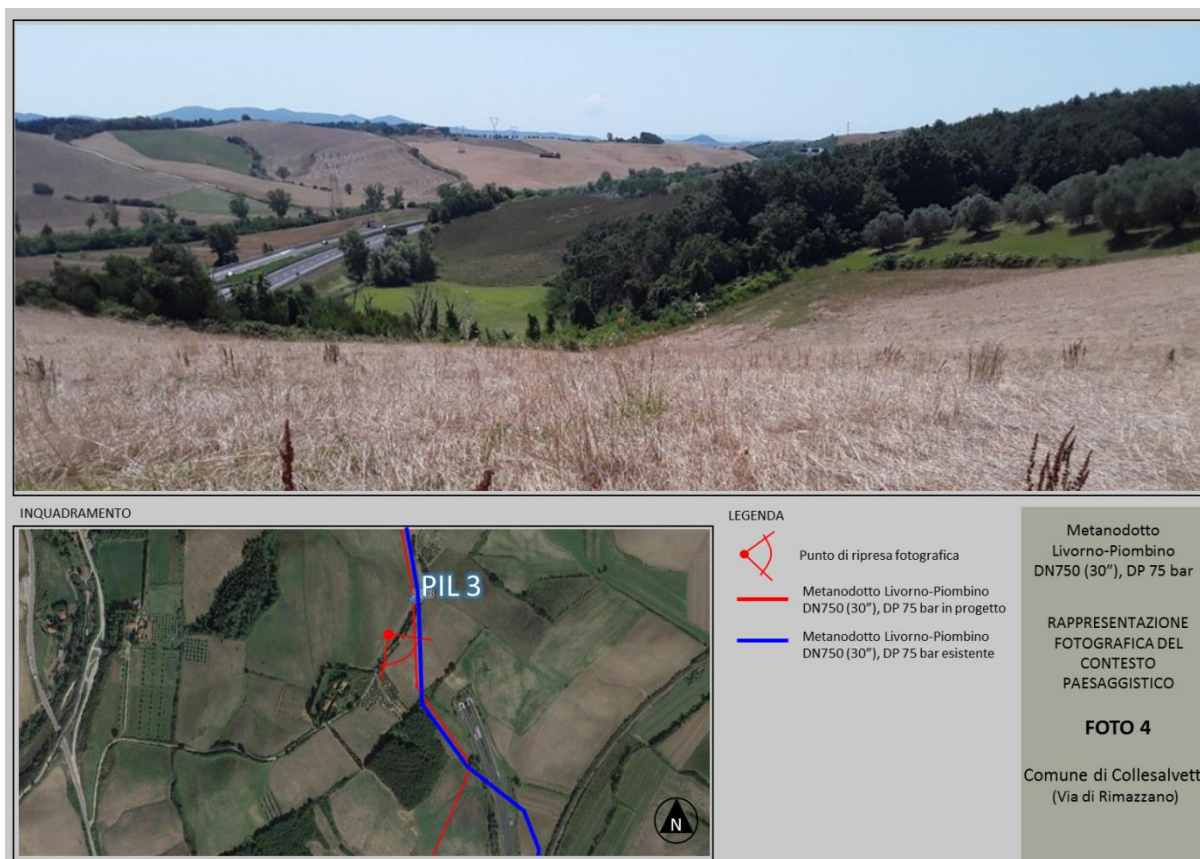 INQUADRAMENTO
PIL 3
N
LEGENDA
Punto di ripresa fotografica
Metanodotto Livorno-Piombino
DN750 (30”), DP 75 bar in progetto
Metanodotto Livorno-Piombino
DN750 (30”), DP 75 bar esistente
Metanodotto
Livorno-Piombino
DN750 (30”), DP 75 bar
RAPPRESENTAZIONE
FOTOGRAFICA DEL
CONTESTO
PAESAGGISTICO
FOTO 4
Comune di Collesalvett
(Via di Rimazzano)